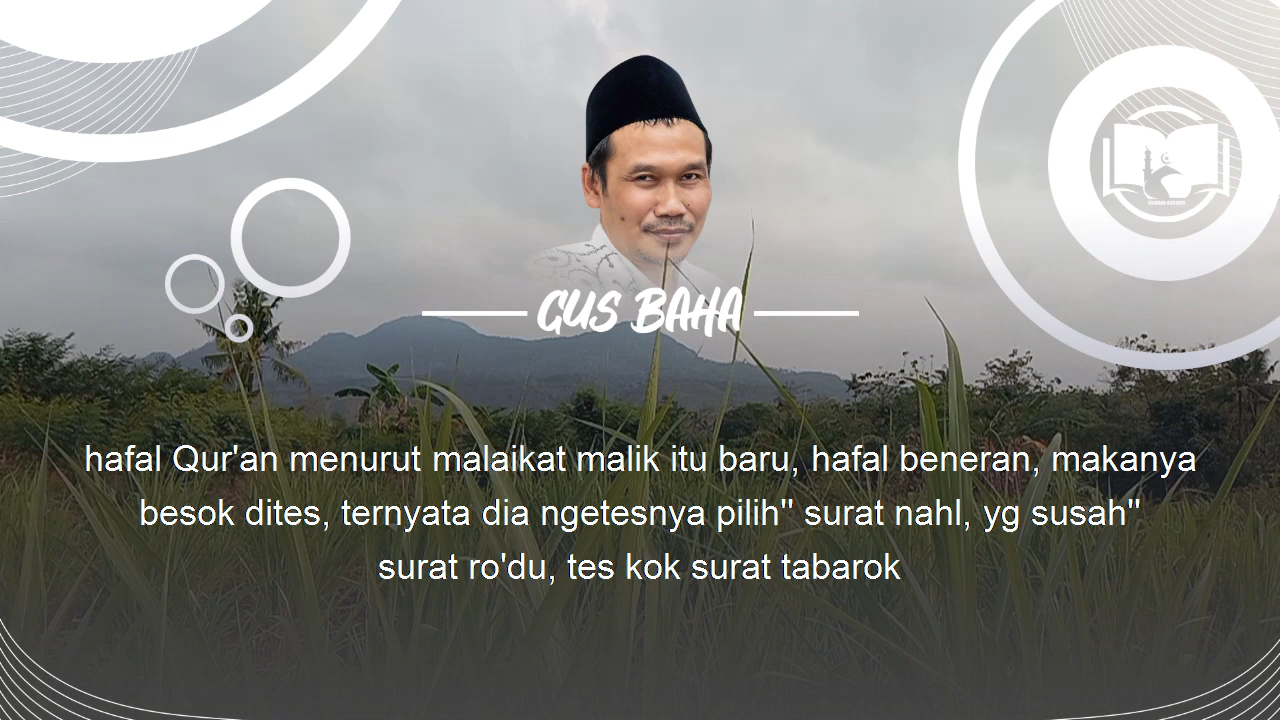 GUS BAHA
hafal Qur'an menurut malaikat malik itu baru, hafal beneran, makanya
besok dites, ternyata dia ngetesnya pilih" surat nahl, yg susah"
surat ro'du, tes kok surat tabarok